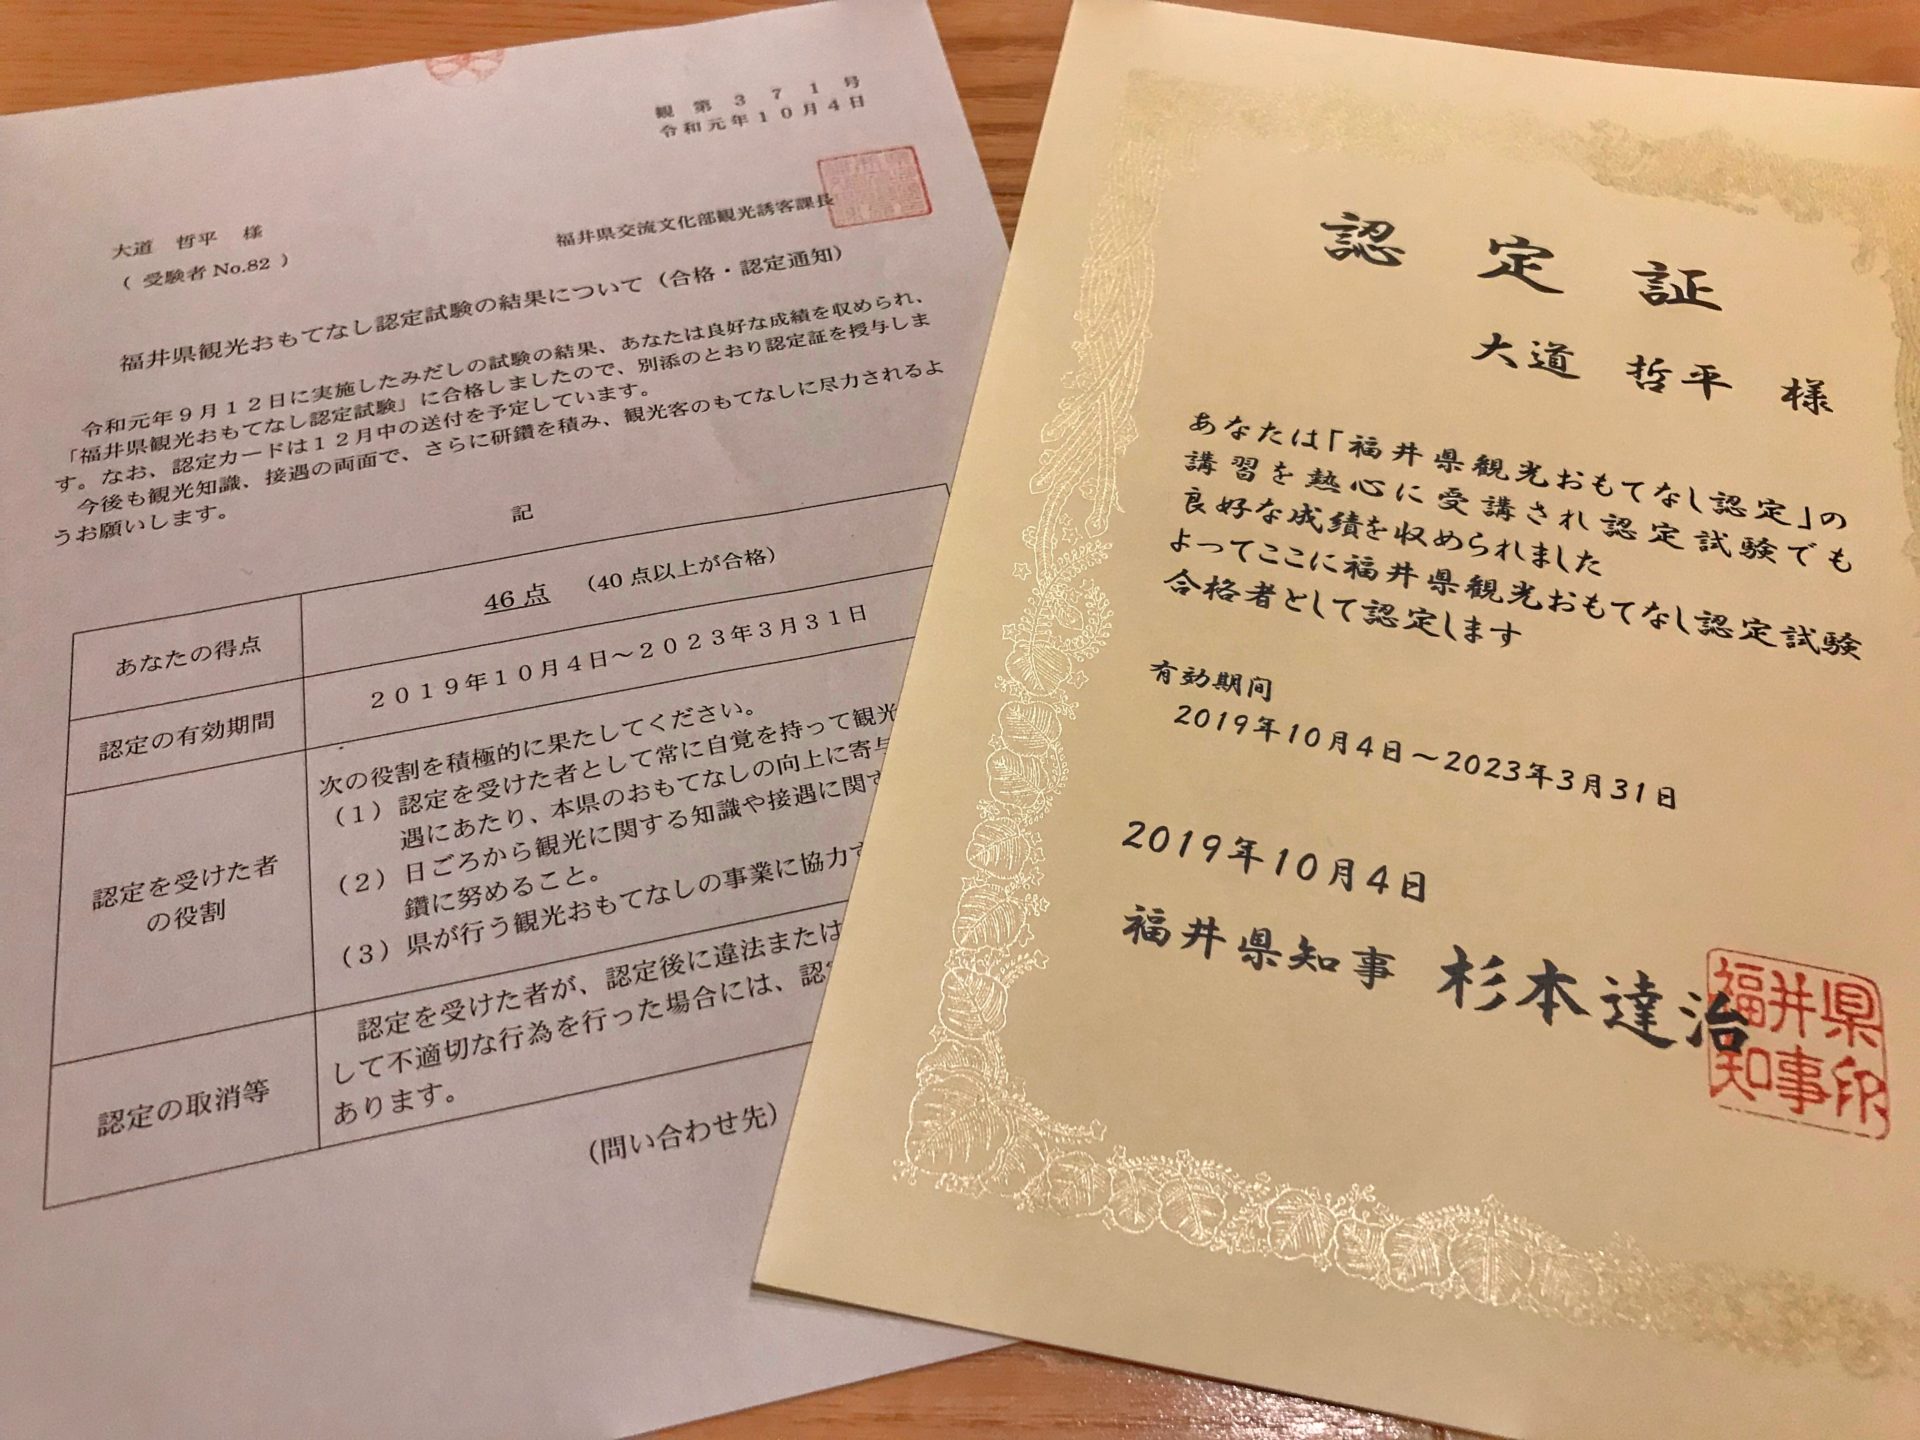 観第３７１号
令和元年１０月４日
大道　哲平　様
（ 受験者 No.82 ）
福井県交流文化部観光誘客課長
福井県観光おもてなし認定試験の結果について（合格・認定通知）
令和元年９月１２日に実施したみだしの試験の結果、あなたは良好な成績を収められ、
「福井県観光おもてなし認定試験」に合格しましたので、別添のとおり認定証を授与しま
す。なお、認定カードは１２月中の送付を予定しています。
今後も観光知識、接遇の両面で、さらに研鑽を積み、観光客のもてなしに尽力されるよ
うお願いします。
記
あなたの得点
46 点　（40 点以上が合格）
認定の有効期間
２０１９年１０月４日～２０２３年３月３１日
認定を受けた者
の役割
次の役割を積極的に果たしてください。
（１）認定を受けた者として常に自覚を持って観光
遇にあたり、本県のおもてなしの向上に寄与
（２）日ごろから観光に関する知識や接遇に関す
鑽に努めること。
（３）県が行う観光おもてなしの事業に協力す
認定の取消等
認定を受けた者が、認定後に違法または
して不適切な行為を行った場合には、認定
あります。
（問い合わせ先）
認定証
大道　哲平　様
あなたは「福井県観光おもてなし認定」の
講習を熱心に受講され認定試験でも
良好な成績を収められました
よってここに福井県観光おもてなし認定試験
合格者として認定します
有効期間
2019年10月4日～2023年3月31日
2019年10月4日
福井県知事　杉本達治
福井県
知事印